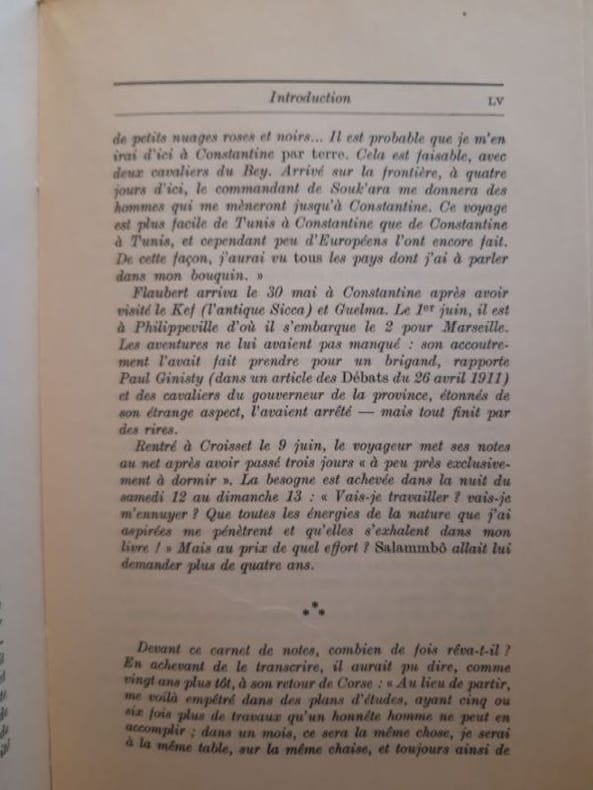 Introduction LV
de petits nuages roses et noirs... Il est probable que je m'en
irai d'ici à Constantine par terre. Cela est faisable, avec
deux cavaliers du Bey. Arrivé sur la frontière, à quatre
jours d'ici, le commandant de Souk'ara me donnera des
hommes qui me mèneront jusqu'à Constantine. Ce voyage
est plus facile de Tunis à Constantine que de Constantine
à Tunis, et cependant peu d'Européens l'ont encore fait.
De cette façon, j'aurai vu tous les pays dont j'ai à parler
dans mon bouquin. »
Flaubert arriva le 30 mai à Constantine après avoir
visité le Kef (l'antique Sicca) et Guelma. Le 1er juin, il est
à Philippeville d'où il s'embarque le 2 pour Marseille.
Les aventures ne lui avaient pas manqué : son accoutre-
ment l'avait fait prendre pour un brigand, rapporte
Paul Ginisty (dans un article des Débats du 26 avril 1911)
et des cavaliers du gouverneur de la province, étonnés de
son étrange aspect, l'avaient arrêté — mais tout finit par
des rires.
Rentré à Croisset le 9 juin, le voyageur met ses notes
au net après avoir passé trois jours « à peu près exclusive-
ment à dormir ». La besogne est achevée dans la nuit du
samedi 12 au dimanche 13 : « Vais-je travailler ? vais-je
m'ennuyer ? Que toutes les énergies de la nature que j'ai
aspirées me pénètrent et qu'elles s'exhalent dans mon
livre ! » Mais au prix de quel effort ? Salammbô allait lui
demander plus de quatre ans.
***
Devant ce carnet de notes, combien de fois rêva-t-il ?
En achevant de le transcrire, il aurait pu dire, comme
vingt ans plus tôt, à son retour de Corse : « Au lieu de partir,
me voilà empêtré dans des plans d'études, ayant cinq ou
six fois plus de travaux qu'un honnête homme ne peut en
accomplir ; dans un mois, ce sera la même chose, je serai
à la même table, sur la même chaise, et toujours ainsi de